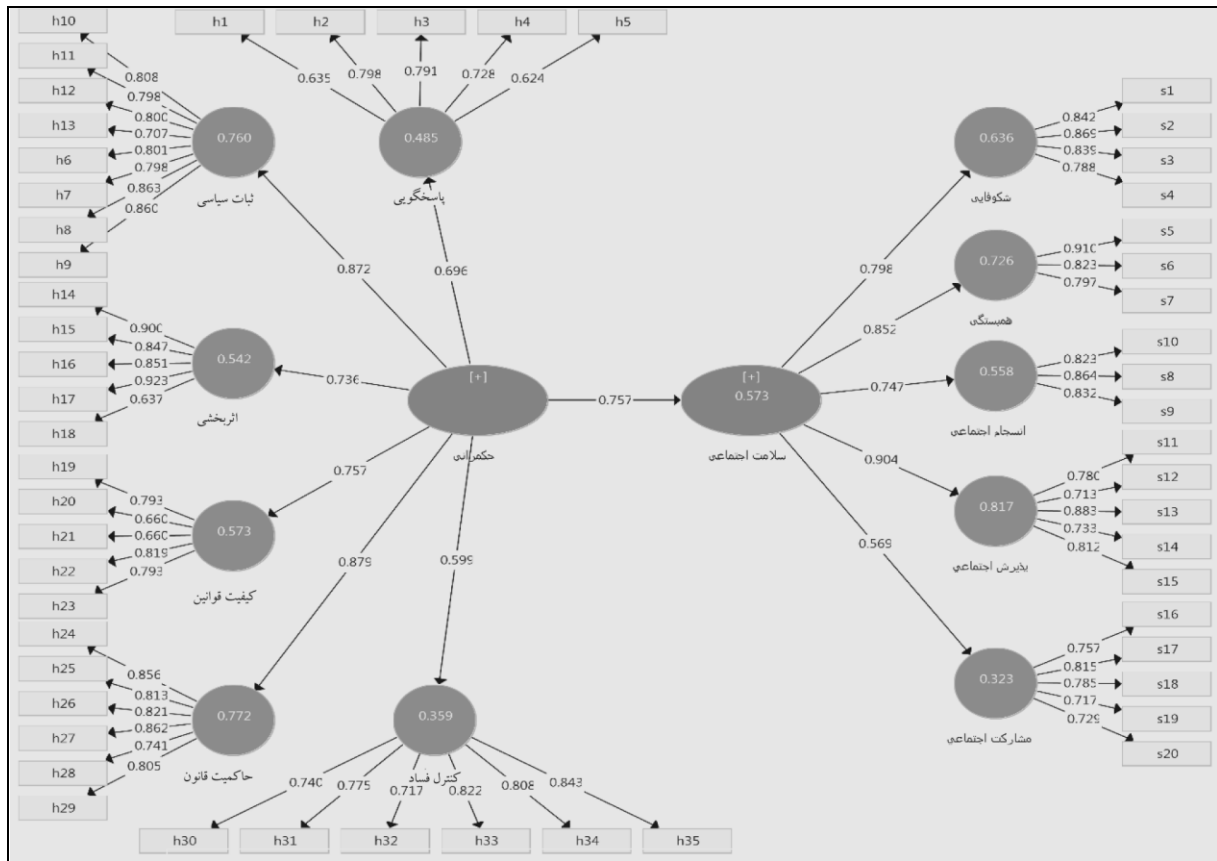 h10
h11
h12
h13
h6
h7
h8
h9
0.808
0.798
0.800
0.707
0.801
0.798
0.863
0.860
0.760
ثبات سیاسی
h1
h2
h3
h4
h5
0.635
0.798
0.791
0.728
0.624
0.485
پاسخگویی
0.872
0.696
h14
h15
h16
h17
h18
0.900
0.847
0.851
0.923
0.637
0.542
اثربخشی
0.736
[+]
حکمرانی
0.757
[+]
0.573
سلامت اجتماعی
h19
h20
h21
h22
h23
0.793
0.660
0.660
0.819
0.793
0.573
کیفیت قوانین
0.757
h24
h25
h26
h27
h28
h29
0.856
0.813
0.821
0.862
0.741
0.805
0.772
حاکمیت قانون
0.879
0.599
0.359
کنترل فساد
0.740
0.775
0.717
0.822
0.808
0.843
h30
h31
h32
h33
h34
h35
0.798
0.636
شکوفایی
0.842
0.869
0.839
0.788
s1
s2
s3
s4
0.852
0.726
همبستگی
0.910
0.823
0.797
s5
s6
s7
0.747
0.558
انسجام اجتماعی
0.823
0.864
0.832
s10
s8
s9
0.904
0.817
پذیرش اجتماعی
0.780
0.713
0.883
0.733
0.812
s11
s12
s13
s14
s15
0.569
0.323
مشارکت اجتماعی
0.757
0.815
0.785
0.717
0.729
s16
s17
s18
s19
s20